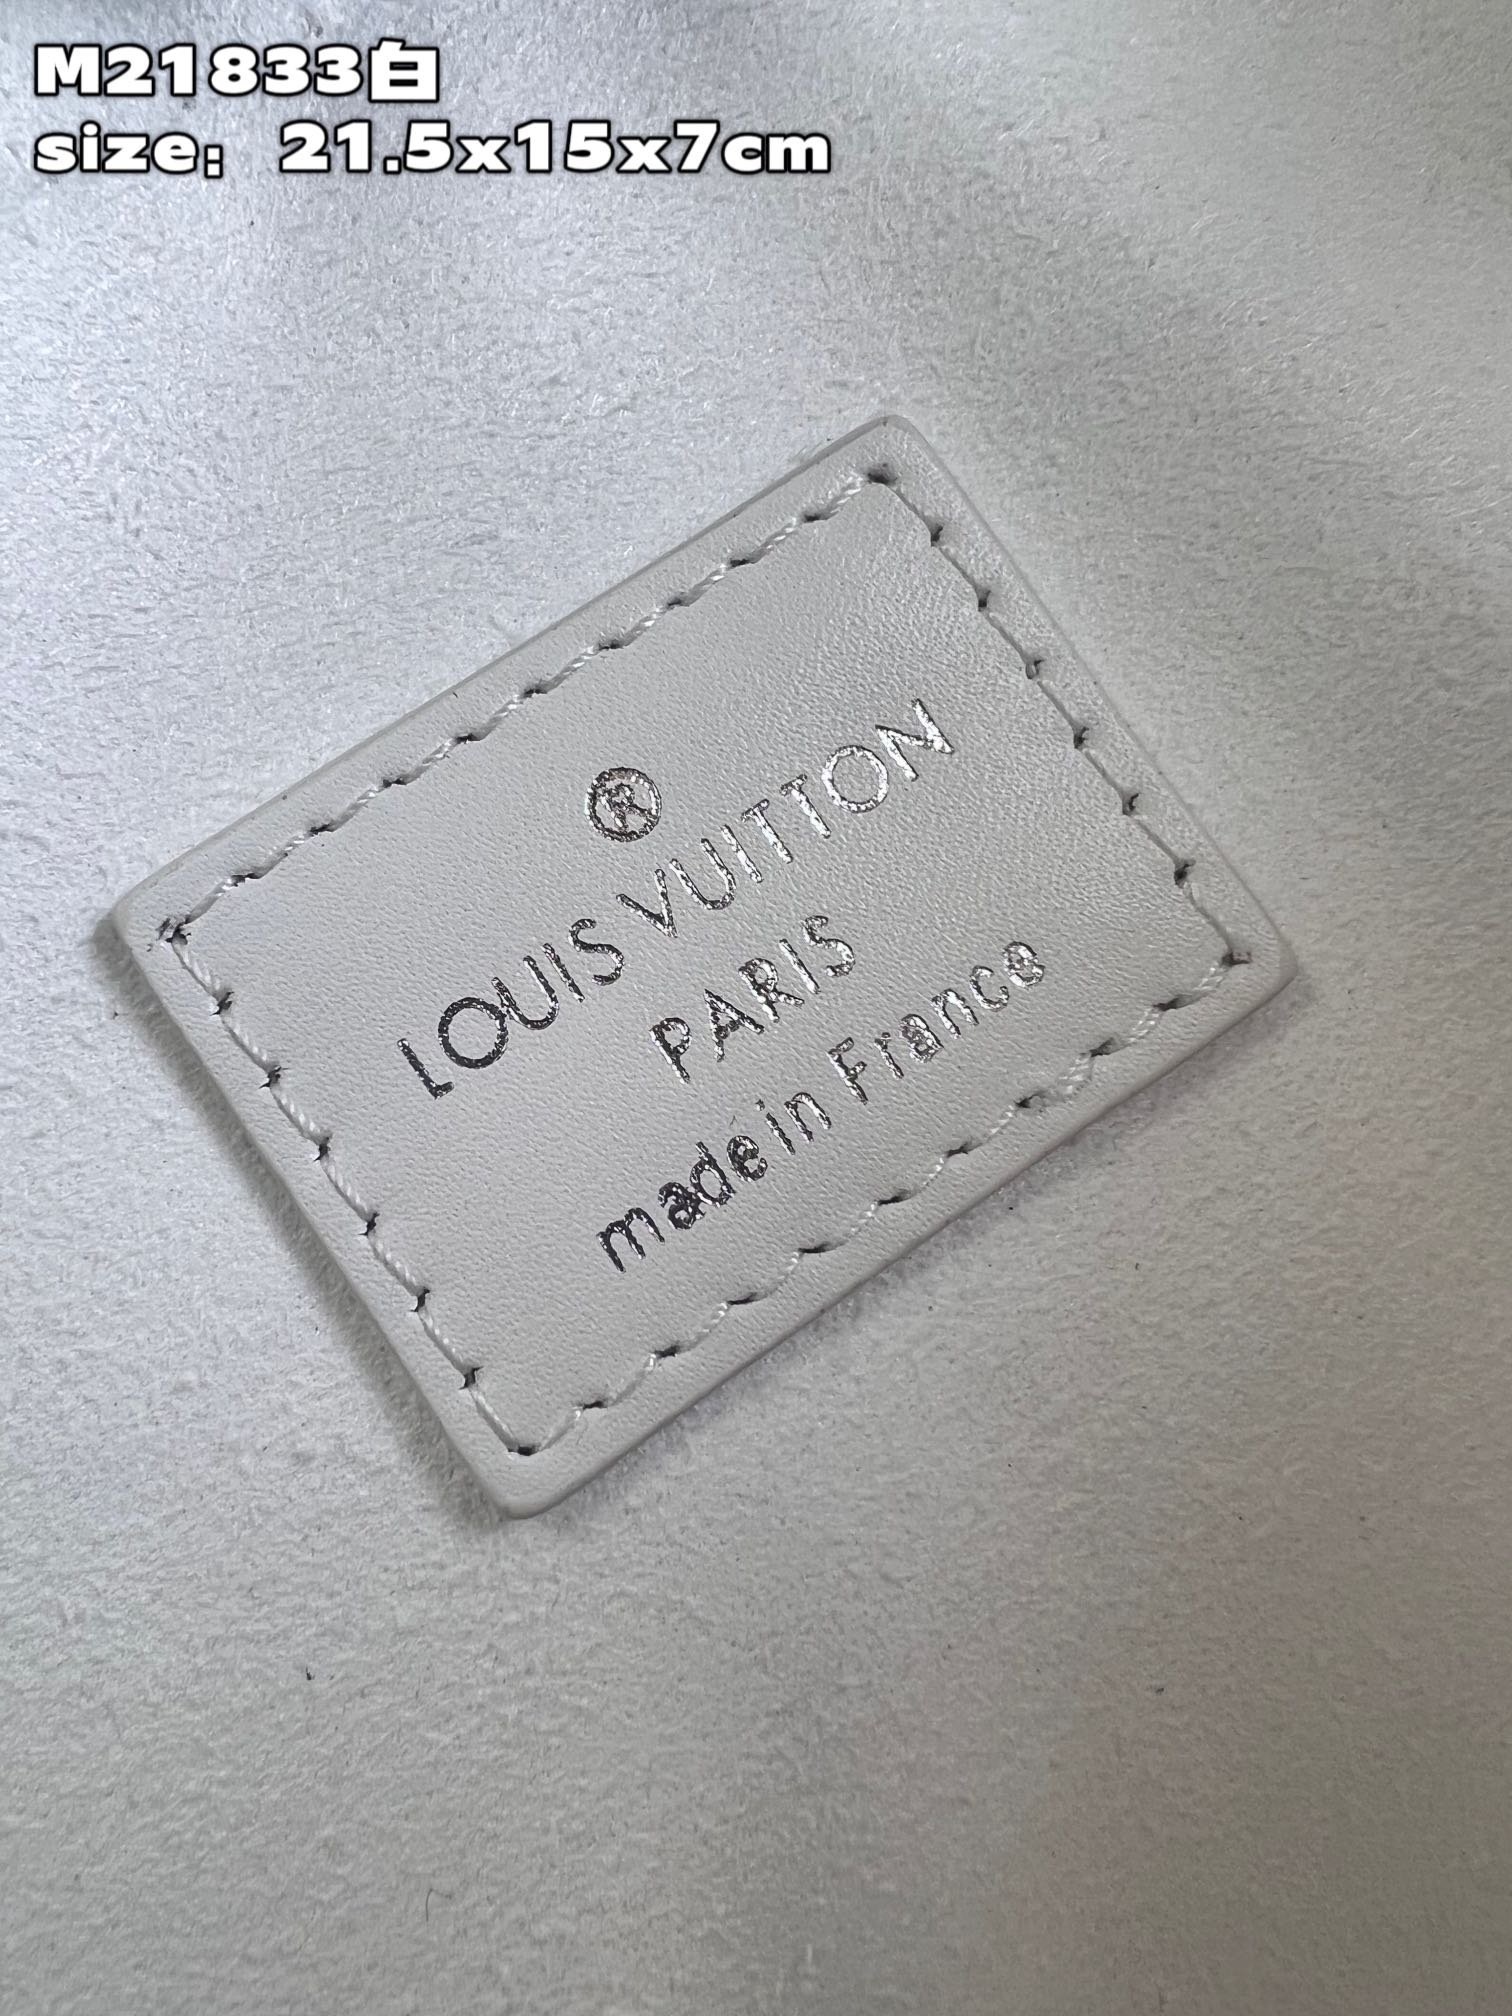 M21833白
size： 21.5x15x7cm
®
LOUIS VUITTON
PARIS
made in France